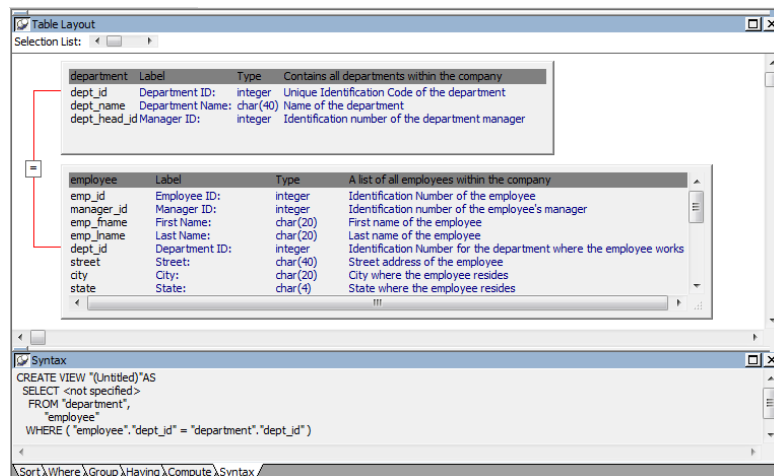 Table Layout
Selection List:
department Label Type Contains all departments within the company
dept_id Department ID: integer Unique Identification Code of the department
dept_name Department Name: char(40) Name of the department
dept_head_id Manager ID: integer Identification number of the department manager
=
employee Label Type A list of all employees within the company
emp_id Employee ID: integer Identification Number of the employee
manager_id Manager ID: integer Identification number of the employee's manager
emp_fname First Name: char(20) First name of the employee
emp_lname Last Name: char(20) Last name of the employee
dept_id Department ID: integer Identification Number for the department where the employee works
street Street: char(40) Street address of the employee
city City: char(20) City where the employee resides
state State: char(4) State where the employee resides
Syntax
CREATE VIEW "(Untitled)"AS
SELECT <not specified>
FROM "department",
"employee"
WHERE ( "employee"."dept_id" = "department"."dept_id" )
Sort Where Group Having Compute Syntax